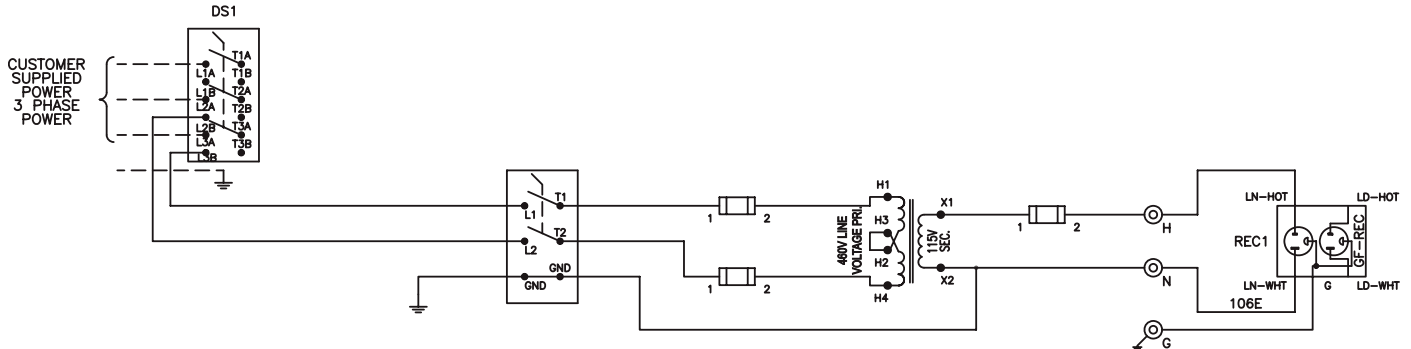 DS1
CUSTOMER
SUPPLIED
POWER
3 PHASE
POWER
T1A
L1A
T1B
L1B
T2A
L2A
T2B
L2B
T3A
L3A
T3B
L3B
T1
L1
T2
L2
GND
GND
1 2
1 2
H1
H3
H2
H4
460V LINE
VOLTAGE PRI.
115V
SEC.
X1
X2
1 2
H
N
G
LN-HOT
LD-HOT
REC1
GF-REC
LN-WHT
G
LD-WHT
106E